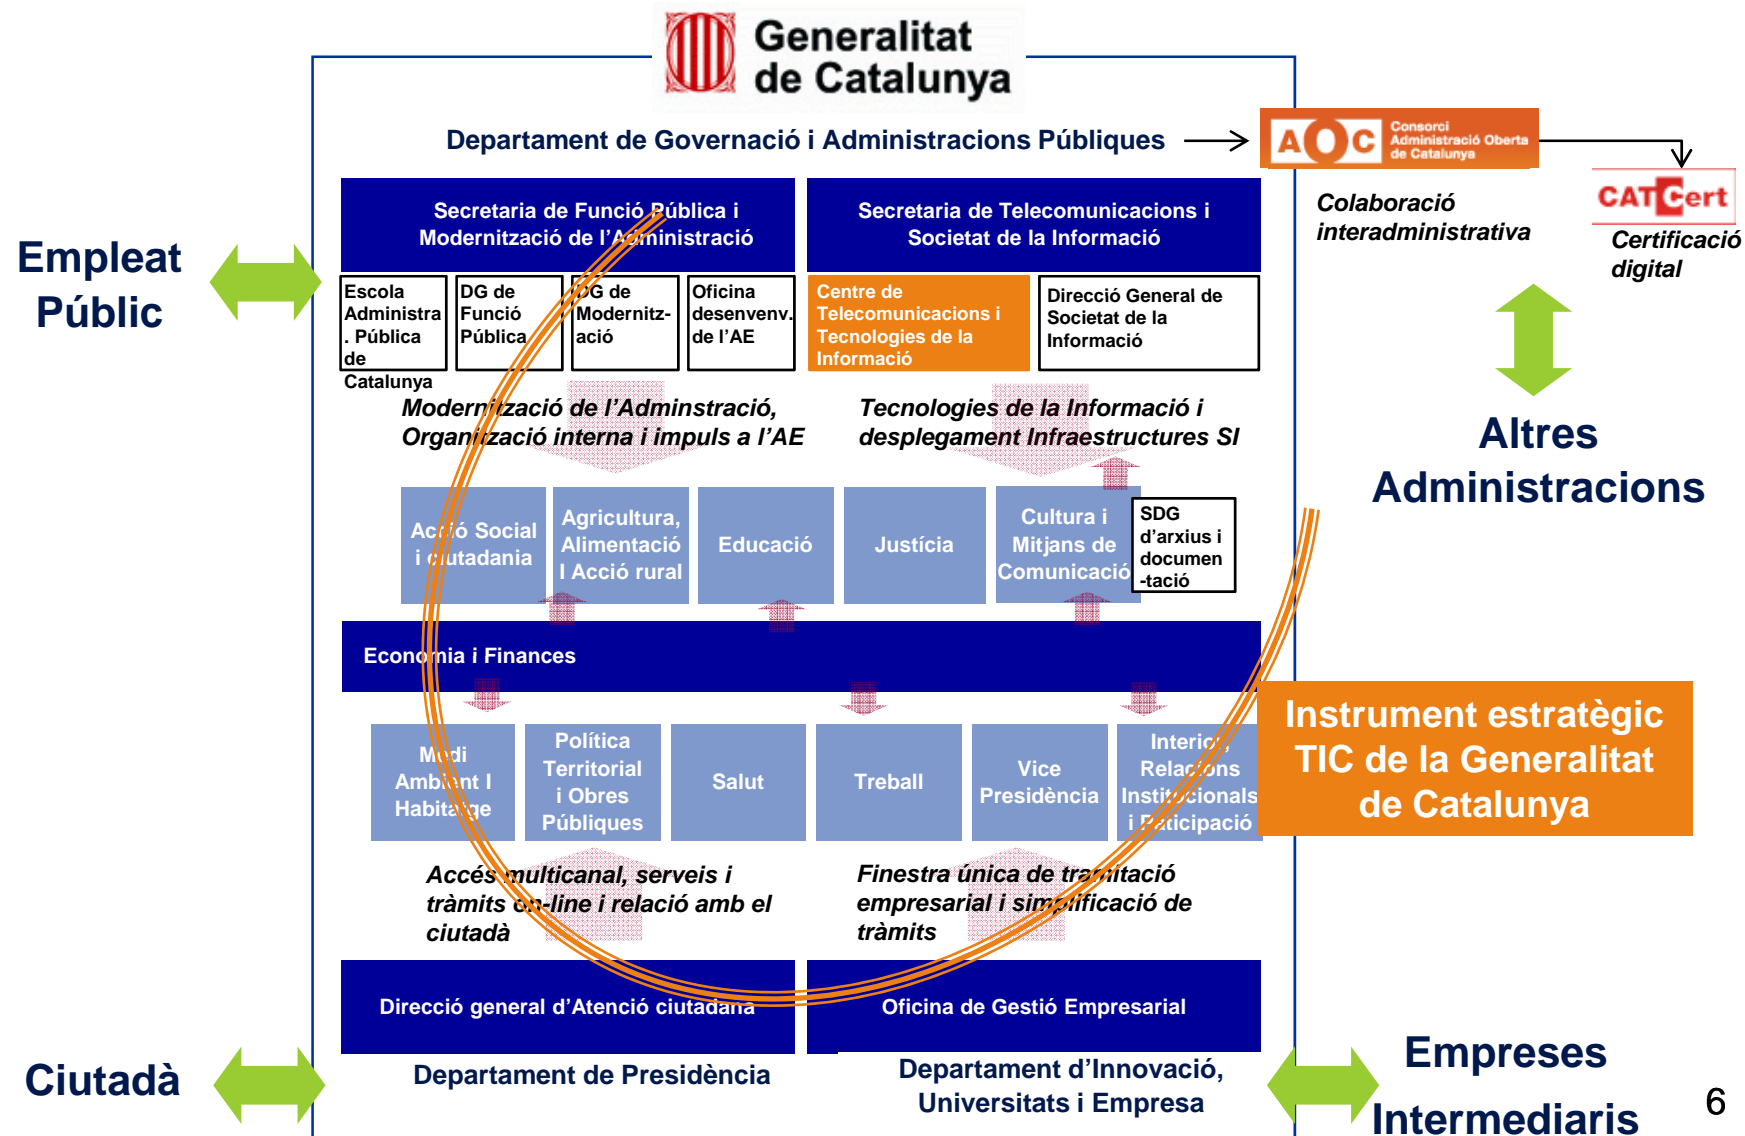 Generalitat
de Catalunya
Departament de Governació i Administracions Públiques
AOC
Consorci
Administració Oberta
de Catalunya
CATCert
Colaboració
interadministrativa
Certificació
digital
Secretaria de Funció Pública i
Modernització de l'Administració
Secretaria de Telecomunicacions i
Societat de la Informació
Empleat
Públic
Escola
Administra
. Pública
de
Catalunya
DG de
Funció
Pública
DG de
Modernitz-
ació
Oficina
desenvenv.
de l'AE
Centre de
Telecomunicacions i
Tecnologies de la
Informació
Direcció General de
Societat de la
Informació
Modernització de l'Adminstració,
Organització interna i impuls a l'AE
Tecnologies de la Informació i
desplegament Infraestructures SI
Altres
Administracions
Acció Social
i ciutadania
Agricultura,
Alimentació
I Acció rural
Educació
Justícia
Cultura i
Mitjans de
Comunicació
SDG
d'arxius i
documen
-tació
Economia i Finances
Medi
Ambient I
Habitatge
Política
Territorial
i Obres
Públiques
Salut
Treball
Vice
Presidència
Interior,
Relacions
Institucionals
i Paticipació
Instrument estratègic
TIC de la Generalitat
de Catalunya
Accés multicanal, serveis i
tràmits on-line i relació amb el
ciutadà
Finestra única de tramitació
empresarial i simplificació de
tràmits
Direcció general d'Atenció ciutadana
Oficina de Gestió Empresarial
Ciutadà
Departament de Presidència
Departament d'Innovació,
Universitats i Empresa
Empreses
Intermediaris
6